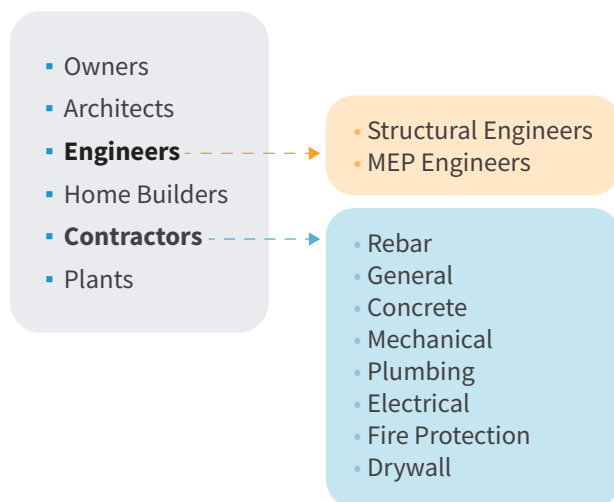 Owners
Architects
Engineers
Home Builders
Contractors
Plants
Structural Engineers
MEP Engineers
Rebar
General
Concrete
Mechanical
Plumbing
Electrical
Fire Protection
Drywall